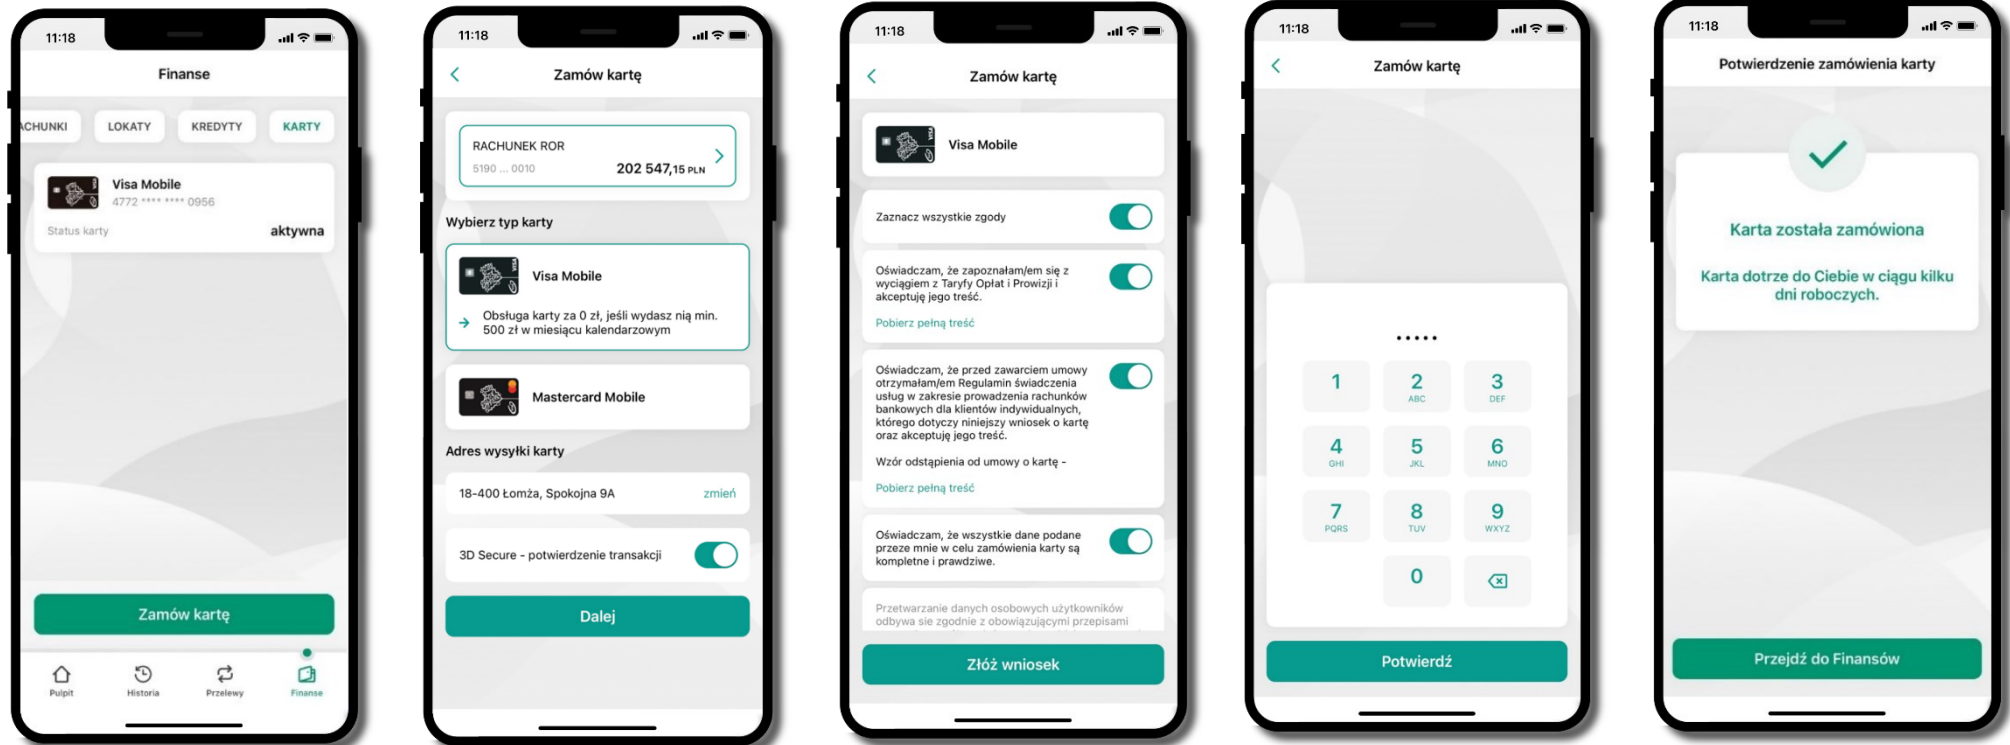 11:18
Finanse
CHUNKI
LOKATY
KREDYTY
KARTY
Visa Mobile
4772 **** **** 0956
Status karty
aktywna
Zamów kartę
Pulpit
Historia
Przelewy
Finanse
11:18
Zamów kartę
RACHUNEK ROR
5190 ... 0010
202 547,15 PLN
Wybierz typ karty
VISA
Visa Mobile
Obsługa karty za 0 zł, jeśli wydasz nią min.
500 zł w miesiącu kalendarzowym
Mastercard Mobile
Adres wysyłki karty
18-400 Łomża, Spokojna 9A
zmień
3D Secure - potwierdzenie transakcji
Dalej
11:18
Zamów kartę
VISA
Visa Mobile
Zaznacz wszystkie zgody
Oświadczam, że zapoznałam/em się z
wyciągiem z Taryfy Opłat i Prowizji i
akceptuję jego treść.
Pobierz pełną treść
Oświadczam, że przed zawarciem umowy
otrzymałam/em Regulamin świadczenia
usług w zakresie prowadzenia rachunków
bankowych dla klientów indywidualnych,
którego dotyczy niniejszy wniosek o kartę
oraz akceptuję jego treść.
Wzór odstąpienia od umowy o kartę -
Pobierz pełną treść
Oświadczam, że wszystkie dane podane
przeze mnie w celu zamówienia karty są
kompletne i prawdziwe.
Przetwarzanie danych osobowych użytkowników
odbywa sie zgodnie z obowiązującymi przepisami
Złóż wniosek
11:18
Zamów kartę
•••••
1
2
ABC
3
DEF
4
GHI
5
JKL
6
MNO
7
PQRS
8
TUV
9
WXYZ
0
Potwierdź
11:18
Potwierdzenie zamówienia karty
Karta została zamówiona
Karta dotrze do Ciebie w ciągu kilku
dni roboczych.
Przejdź do Finansów